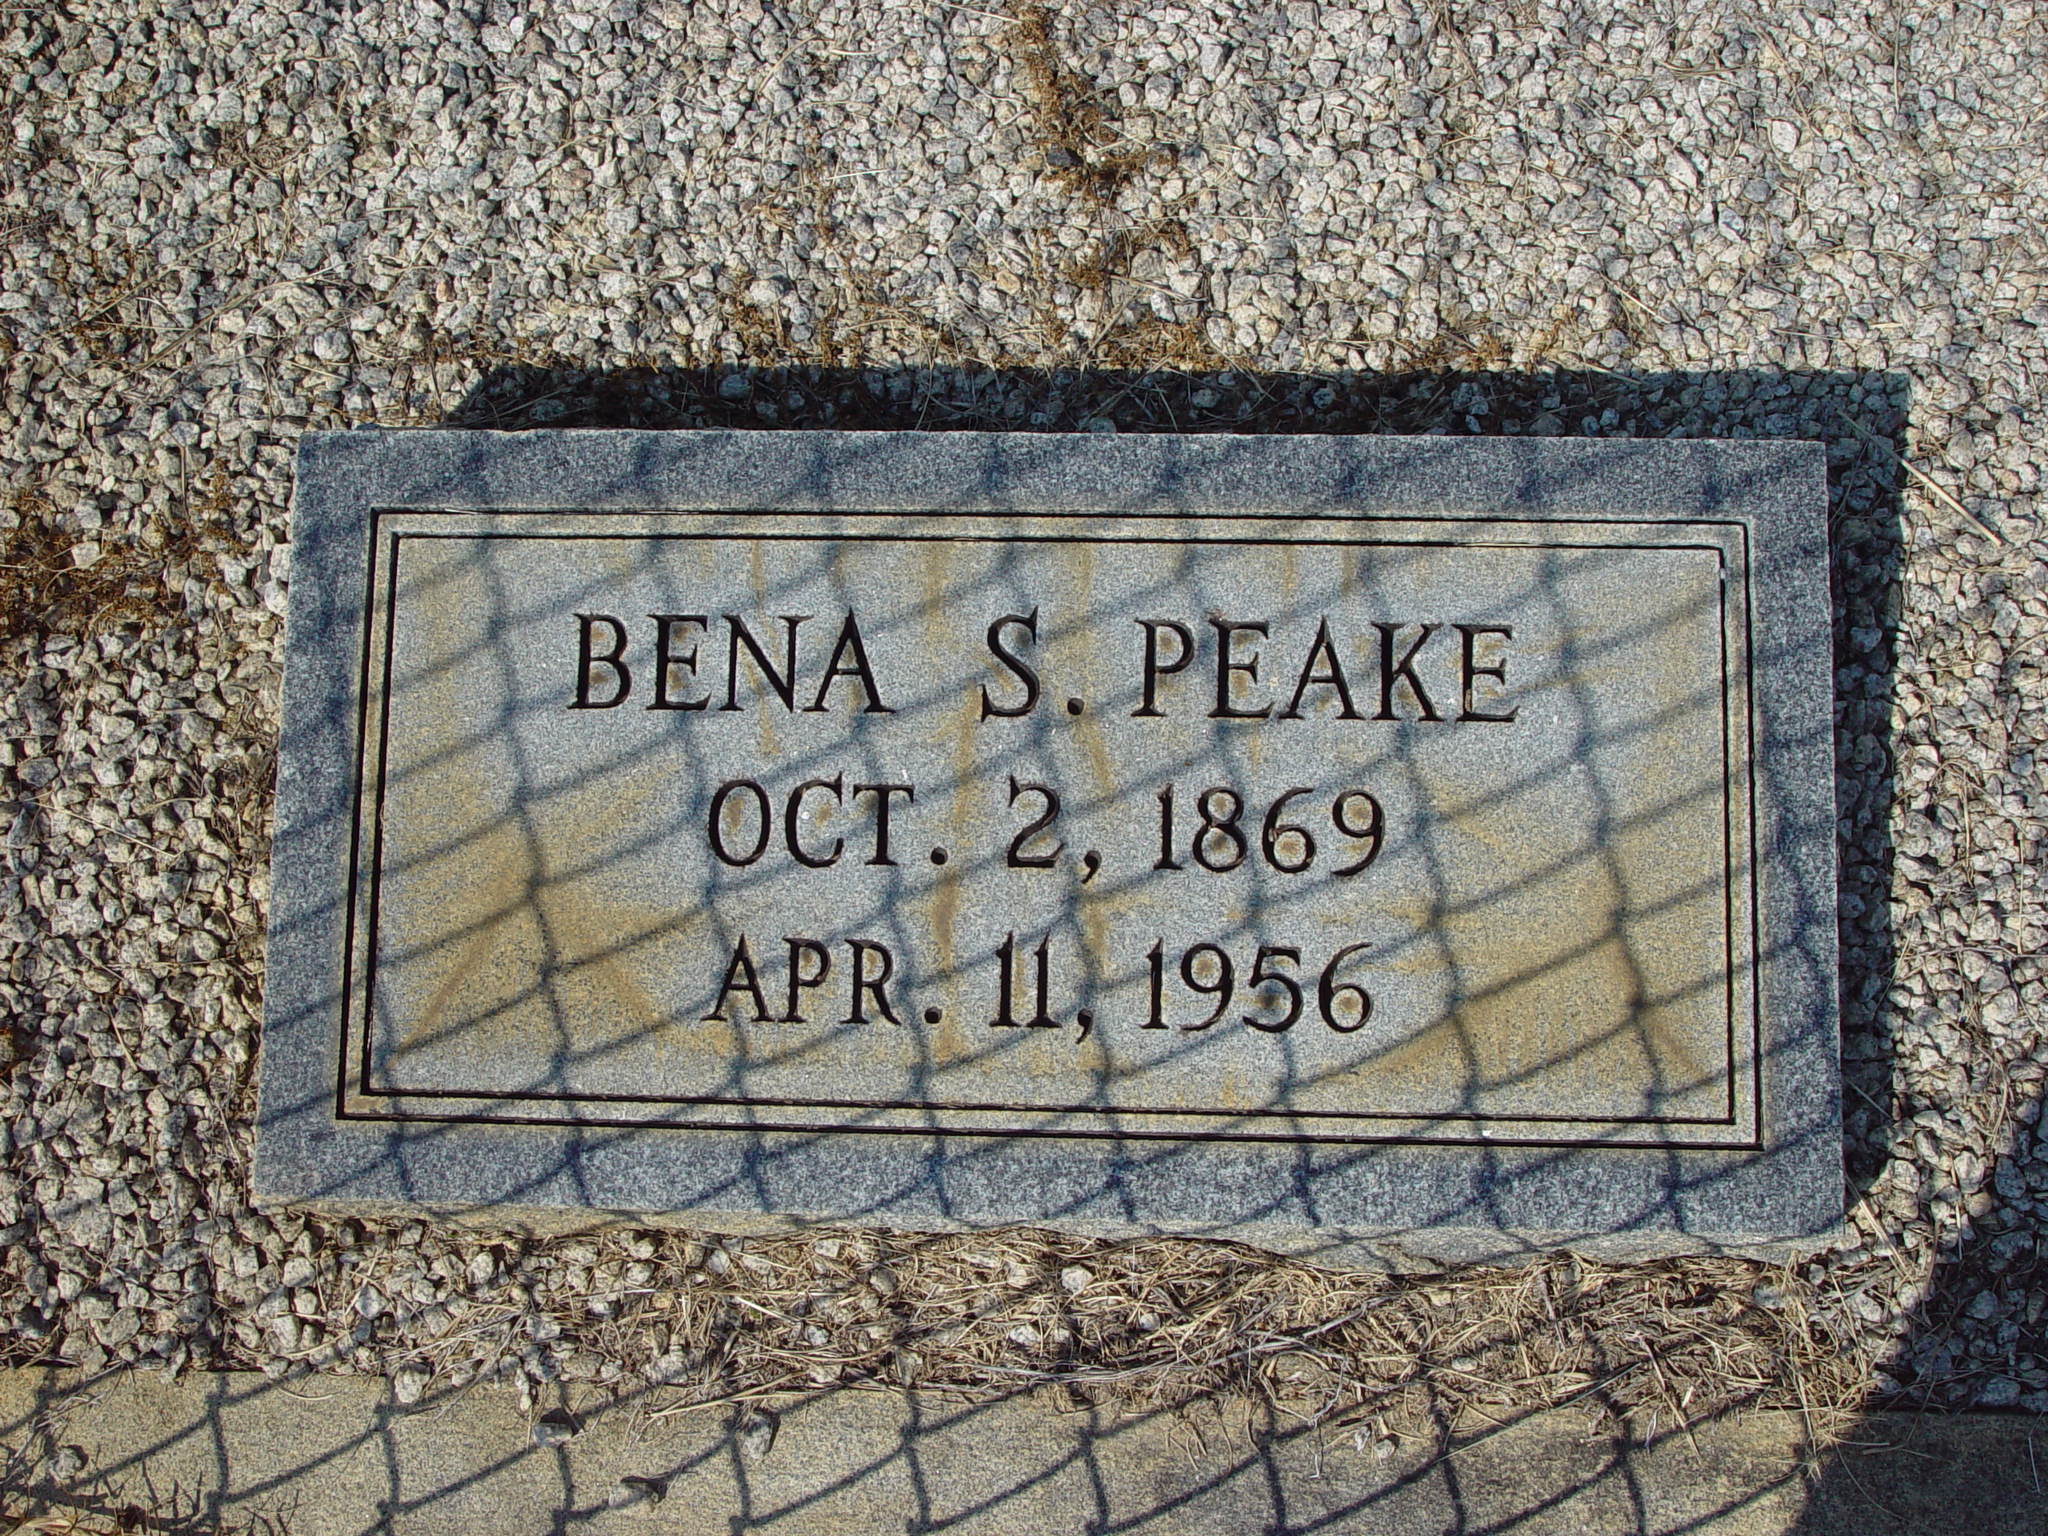 BENA S. PEAKE
OCT. 2, 1869
APR. 11, 1956